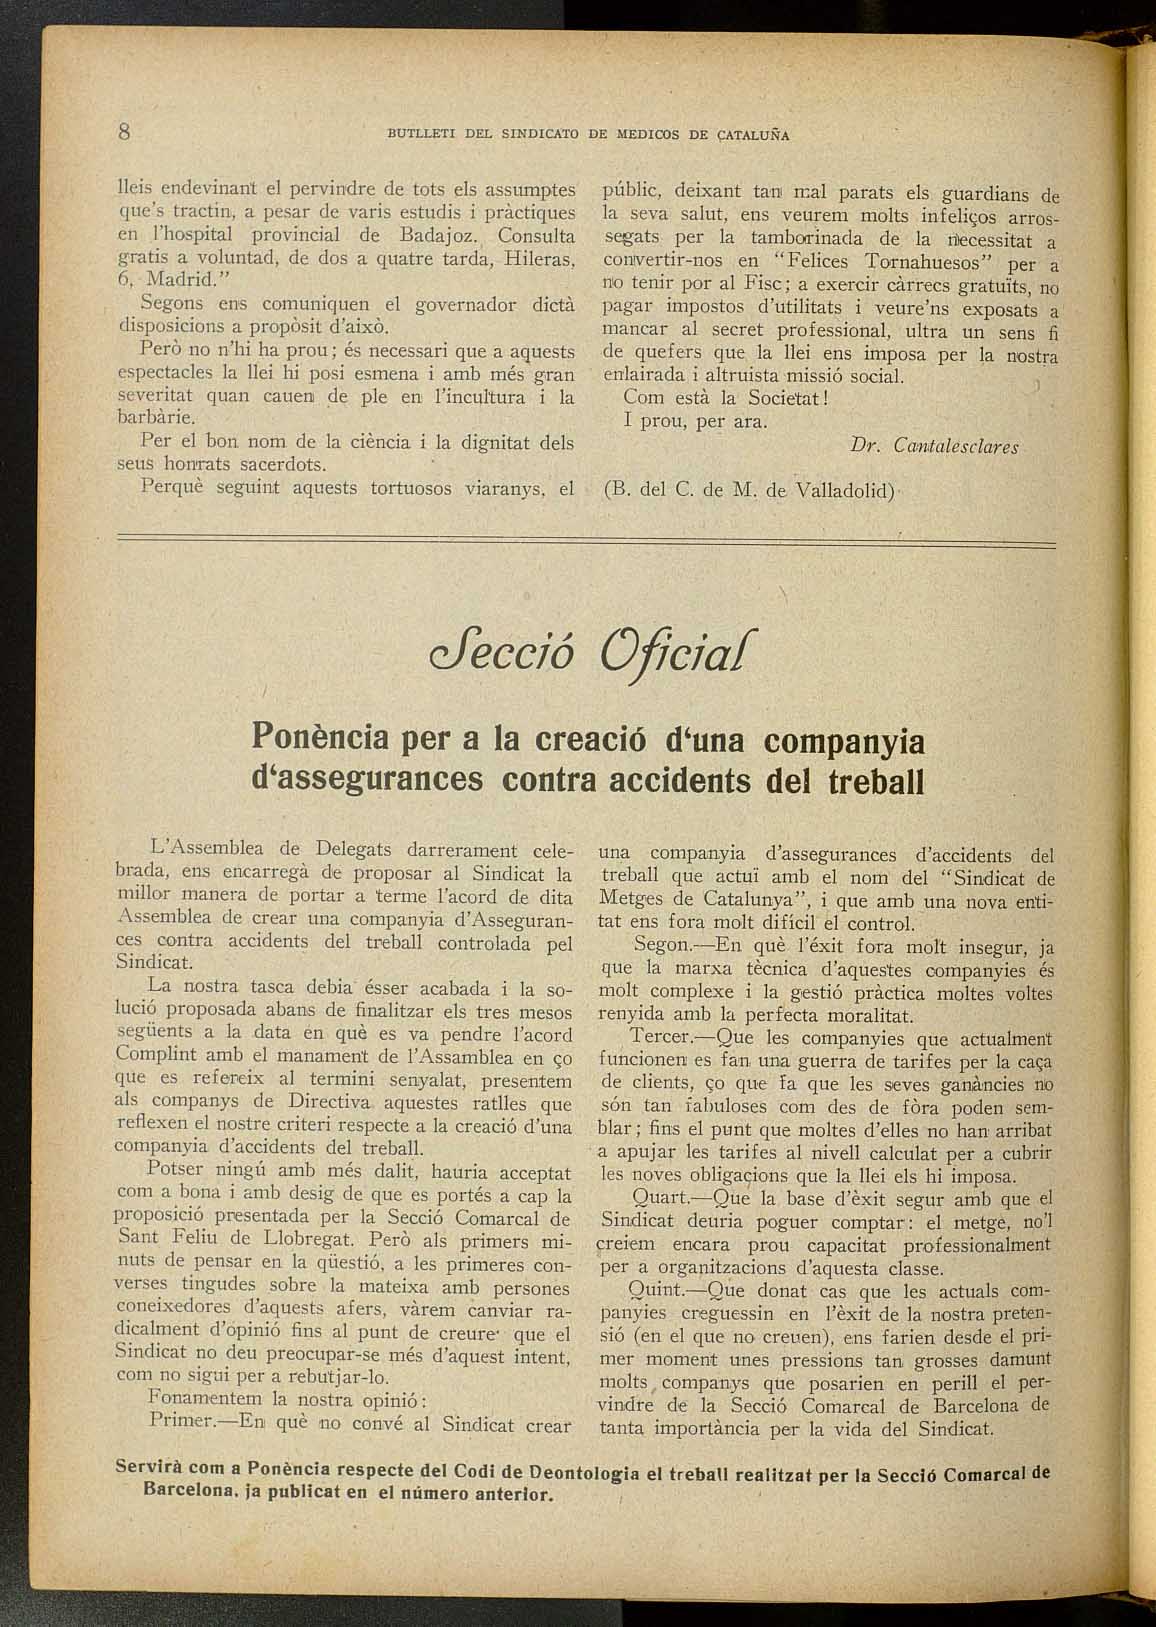 8
BUTLLETI DEL SINDICATO DE MEDICOS DE CATALUÑA
lleis endevinant el pervindre de tots els assumptes
que's tractin, a pesar de varis estudis i pràctiques
en l'hospital provincial de Badajoz. Consulta
gratis a voluntad, de dos a quatre tarda, Hileras,
6, Madrid."
Segons ens comuniquen el governador dictà
disposicions a propòsit d'això.
Però no n'hi ha prou; és necessari que a aquests
espectacles la llei hi posi esmena i amb més gran
severitat quan cauen de ple en l'incultura i la
barbàrie.
Per el bon nom de la ciència i la dignitat dels
seus honrats sacerdots.
Perquè seguint aquests tortuosos viaranys, el
públic, deixant tan mal parats els guardians de
la seva salut, ens veurem molts infeliços arros-
segats per la tamborinada de la necessitat a
convertir-nos en "Felices Tornahuesos" per a
no tenir por al Fisc; a exercir càrrecs gratuïts, no
pagar impostos d'utilitats i veure'ns exposats a
mancar al secret professional, ultra un sens fi
de quefers que la llei ens imposa per la nostra
enlairada i altruista missió social.
Com està la Societat!
I prou, per ara.
Dr. Cantalesclares
(B. del C. de M. de Valladolid)
Secció Oficial
Ponència per a la creació d'una companyia
d'assegurances contra accidents del treball
L'Assemblea de Delegats darrerament cele-
brada, ens encarregà de proposar al Sindicat la
millor manera de portar a terme l'acord de dita
Assemblea de crear una companyia d'Asseguran-
ces contra accidents del treball controlada pel
Sindicat.
La nostra tasca debia ésser acabada i la so-
lució proposada abans de finalitzar els tres mesos
següents a la data en què es va pendre l'acord
Complint amb el manament de l'Assamblea en ço
que es refereix al termini senyalat, presentem
als companys de Directiva aquestes ratlles que
reflexen el nostre criteri respecte a la creació d'una
companyia d'accidents del treball.
Potser ningú amb més dalit, hauria acceptat
com a bona i amb desig de que es portés a cap la
proposició presentada per la Secció Comarcal de
Sant Feliu de Llobregat. Però als primers mi-
nuts de pensar en la qüestió, a les primeres con-
verses tingudes sobre la mateixa amb persones
coneixedores d'aquests afers, vàrem canviar ra-
dicalment d'opinió fins al punt de creure que el
Sindicat no deu preocupar-se més d'aquest intent,
com no sigui per a rebutjar-lo.
Fonamentem la nostra opinió:
Primer.—En què no convé al Sindicat crear
una companyia d'assegurances d'accidents del
treball que actuï amb el nom del "Sindicat de
Metges de Catalunya", i que amb una nova enti-
tat ens fora molt difícil el control.
Segon.—En què l'éxit fora molt insegur, ja
que la marxa tècnica d'aquestes companyies és
molt complexe i la gestió pràctica moltes voltes
renyida amb la perfecta moralitat.
Tercer.—Que les companyies que actualment
funcionen es fan una guerra de tarifes per la caça
de clients, ço que fa que les seves ganàncies no
són tan fabuloses com des de fòra poden sem-
blar; fins el punt que moltes d'elles no han arribat
a apujar les tarifes al nivell calculat per a cubrir
les noves obligacions que la llei els hi imposa.
Quart.—Que la base d'èxit segur amb que el
Sindicat deuria poguer comptar: el metge, no'l
creiem encara prou capacitat professionalment
per a organitzacions d'aquesta classe.
Quint.—Que donat cas que les actuals com-
panyies creguessin en l'èxit de la nostra preten-
sió (en el que no creuen), ens farien desde el pri-
mer moment unes pressions tan grosses damunt
molts companys que posarien en perill el per-
vindre de la Secció Comarcal de Barcelona de
tanta importància per la vida del Sindicat.
Servirà com a Ponència respecte del Codi de Deontologia el treball realitzat per la Secció Comarcal de
Barcelona, ja publicat en el número anterior.